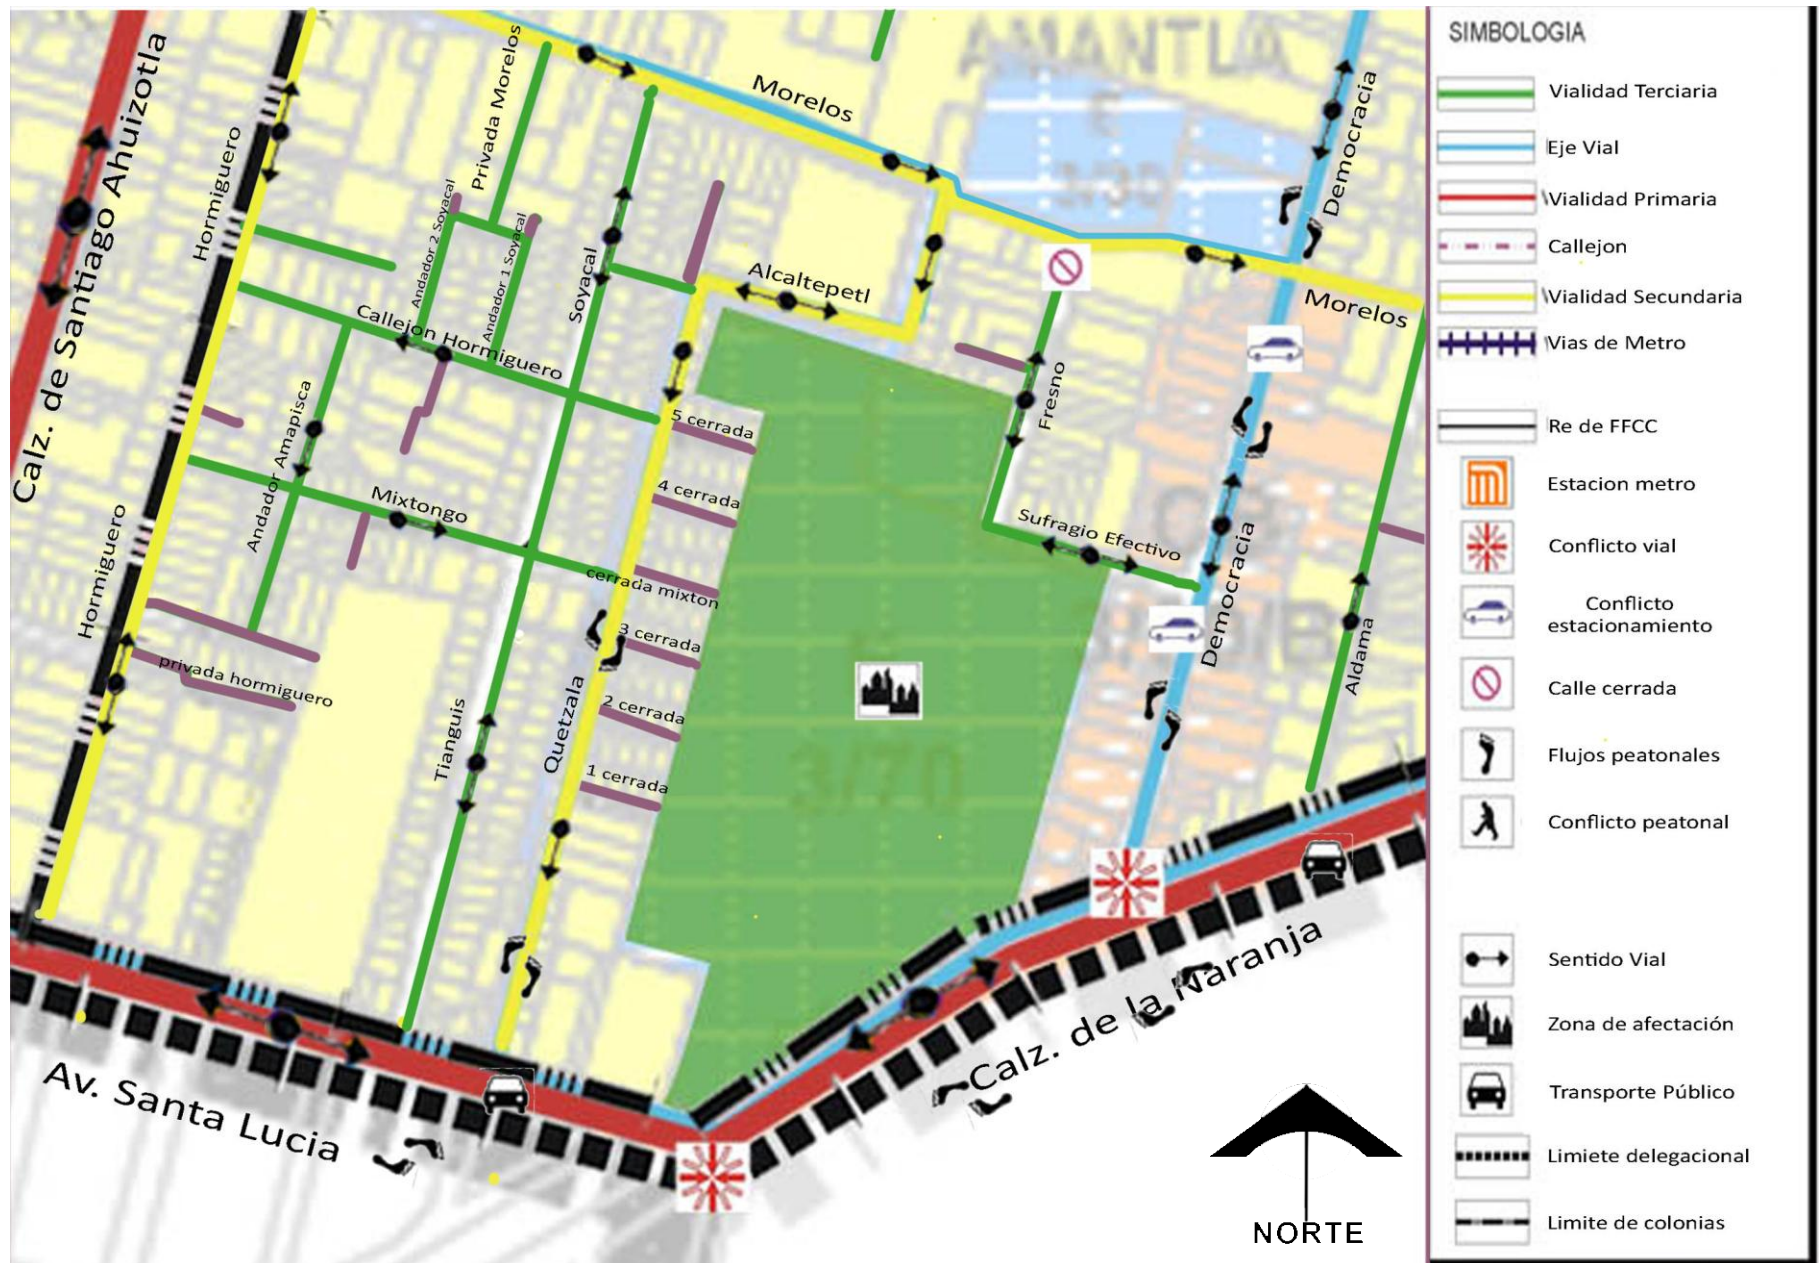 AMANTLA
Morelos
Privada Morelos
Democracia
Calz. de Santiago Ahuizotla
Hormiguero
Andador 2 Soyacal
Andador 1 Soyacal
Soyacal
Alcaltepetl
Morelos
Callejon Hormiguero
Fresno
Andador Amapisca
5 cerrada
4 cerrada
Mixtongo
Sufragio Efectivo
Hormiguero
cerrada mixton
Democracia
3 cerrada
Aldama
privada hormiguero
2 cerrada
Tianguis
Quetzala
1 cerrada
3/70
Av. Santa Lucia
Calz. de la Naranja
NORTE
SIMBOLOGIA
Vialidad Terciaria
Eje Vial
Vialidad Primaria
Callejon
Vialidad Secundaria
Vias de Metro
Re de FFCC
Estacion metro
Conflicto vial
Conflicto
estacionamiento
Calle cerrada
Flujos peatonales
Conflicto peatonal
Sentido Vial
Zona de afectación
Transporte Público
Limiete delegacional
Limite de colonias